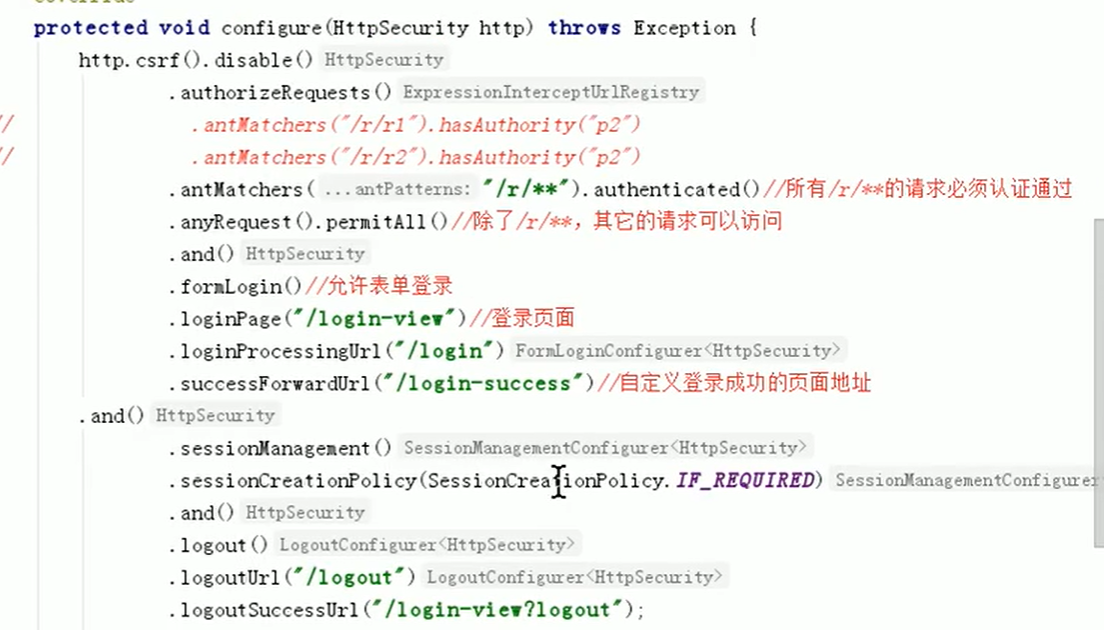 protected void configure(HttpSecurity http) throws Exception {
http.csrf().disable() HttpSecurity
.authorizeRequests() ExpressionInterceptUrlRegistry
// .antMatchers("/r/r1").hasAuthority("p2")
// .antMatchers("/r/r2").hasAuthority("p2")
.antMatchers( ...antPatterns: "/r/**").authenticated()//所有/r/**的请求必须认证通过
.anyRequest().permitAll()//除了/r/**，其它的请求可以访问
.and() HttpSecurity
.formLogin()//允许表单登录
.loginPage("/login-view")//登录页面
.loginProcessingUrl("/login") FormLoginConfigurer<HttpSecurity>
.successForwardUrl("/login-success")//自定义登录成功的页面地址
.and() HttpSecurity
.sessionManagement() SessionManagementConfigurer<HttpSecurity>
.sessionCreationPolicy(SessionCreationPolicy.IF_REQUIRED) SessionManagementConfigurer
.and() HttpSecurity
.logout() LogoutConfigurer<HttpSecurity>
.logoutUrl("/logout") LogoutConfigurer<HttpSecurity>
.logoutSuccessUrl("/login-view?logout");